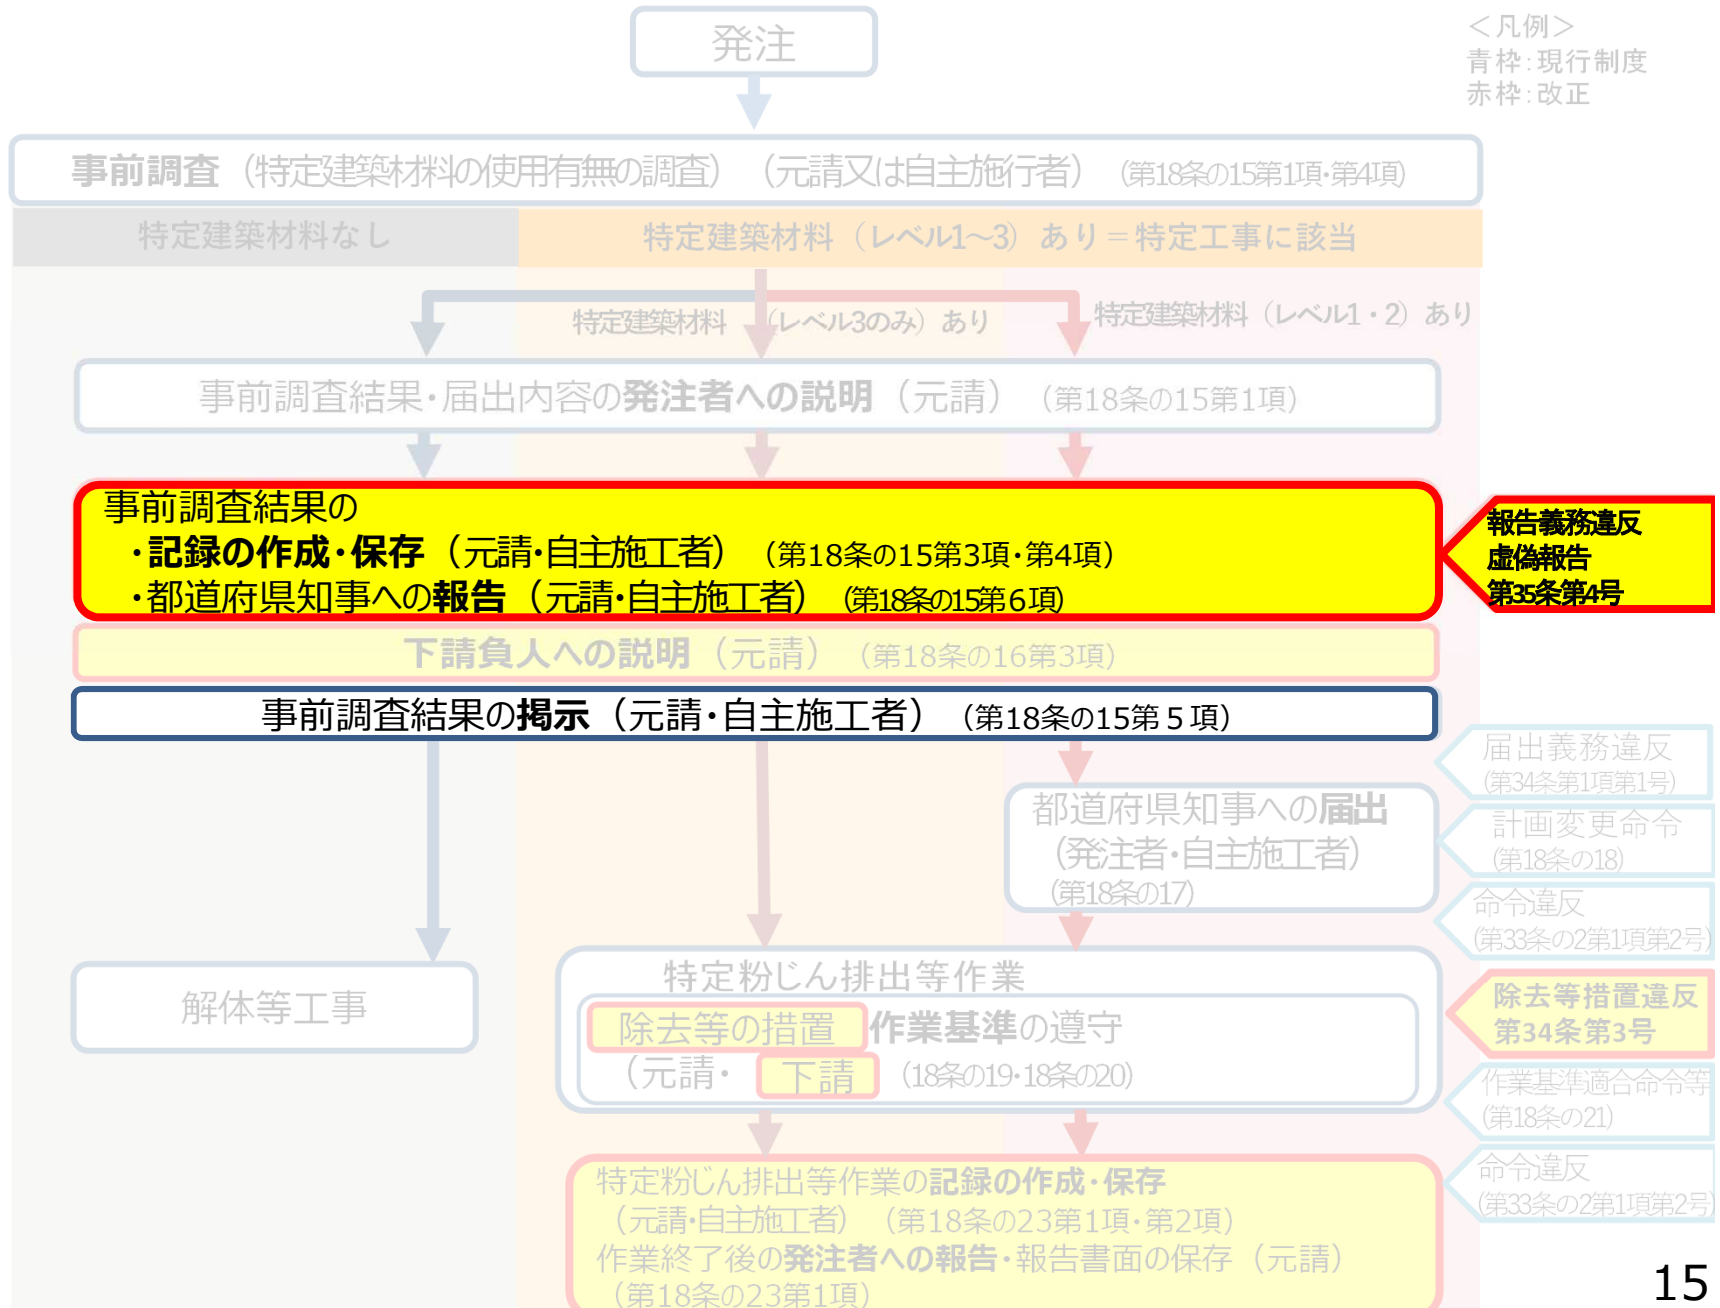 発注
＜凡例＞
青枠：現行制度
赤枠：改正
事前調査（特定建築材料の使用有無の調査）（元請又は自主施行者）（第18条の15第1項・第4項）
特定建築材料なし
特定建築材料（レベル1～3）あり＝特定工事に該当
特定建築材料（レベル3のみ）あり
特定建築材料（レベル1・2）あり
事前調査結果・届出内容の発注者への説明（元請）（第18条の15第1項）
事前調査結果の
・記録の作成・保存（元請・自主施工者）（第18条の15第3項・第4項）
・都道府県知事への報告（元請・自主施工者）（第18条の15第６項）
報告義務違反
虚偽報告
第35条第4号
下請負人への説明（元請）（第18条の16第3項）
事前調査結果の掲示（元請・自主施工者）（第18条の15第５項）
届出義務違反
(第34条第1項第1号)
都道府県知事への届出
（発注者・自主施工者）
(第18条の17)
計画変更命令
(第18条の18)
命令違反
(第33条の2第1項第2号)
解体等工事
特定粉じん排出等作業
除去等の措置 作業基準の遵守
（元請・ 下請 （18条の19・18条の20）
除去等措置違反
第34条第3号
作業基準適合命令等
(第18条の21)
命令違反
(第33条の2第1項第2号)
特定粉じん排出等作業の記録の作成・保存
（元請・自主施工者）（第18条の23第1項・第2項）
作業終了後の発注者への報告・報告書面の保存（元請）
（第18条の23第1項）
15